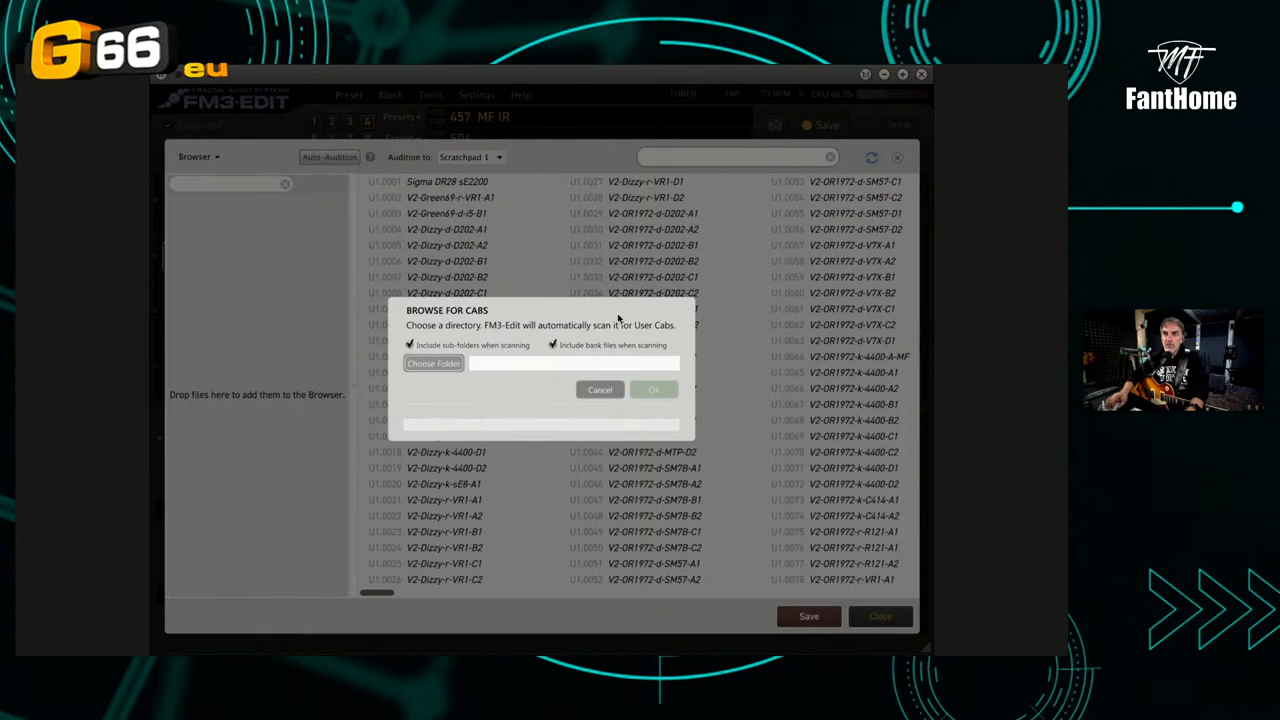 G66
.eu
MF
FantHome
FRACTAL AUDIO SYSTEMS
FM3-EDIT
Preset Block Tools Settings Help
TUNER TAP 73 BPM CPU 40.3%
1 2 3 4 Presets 457 MF IR Save Setup
Browser Auto-Audition ? Audition to: Scratchpad 1
U1.0001 Sigma DR28 sE2200
U1.0002 V2-Green69-r-VR1-A1
U1.0003 V2-Green69-d-i5-B1
U1.0004 V2-Dizzy-d-D202-A1
U1.0005 V2-Dizzy-d-D202-A2
U1.0006 V2-Dizzy-d-D202-B1
U1.0007 V2-Dizzy-d-D202-B2
U1.0008 V2-Dizzy-d-D202-C1
U1.0018 V2-Dizzy-k-4400-D1
U1.0019 V2-Dizzy-k-4400-D2
U1.0020 V2-Dizzy-k-sE8-A1
U1.0021 V2-Dizzy-r-VR1-A1
U1.0022 V2-Dizzy-r-VR1-A2
U1.0023 V2-Dizzy-r-VR1-B1
U1.0024 V2-Dizzy-r-VR1-B2
U1.0025 V2-Dizzy-r-VR1-C1
U1.0026 V2-Dizzy-r-VR1-C2
U1.0027 V2-Dizzy-r-VR1-D1
U1.0028 V2-Dizzy-r-VR1-D2
U1.0029 V2-OR1972-d-D202-A1
U1.0030 V2-OR1972-d-D202-A2
U1.0031 V2-OR1972-d-D202-B1
U1.0032 V2-OR1972-d-D202-B2
U1.0033 V2-OR1972-d-D202-C1
U1.0034 V2-OR1972-d-D202-C2
U1.0044 V2-OR1972-d-MTP-D2
U1.0045 V2-OR1972-d-SM7B-A1
U1.0046 V2-OR1972-d-SM7B-A2
U1.0047 V2-OR1972-d-SM7B-B1
U1.0048 V2-OR1972-d-SM7B-B2
U1.0049 V2-OR1972-d-SM7B-C1
U1.0050 V2-OR1972-d-SM7B-C2
U1.0051 V2-OR1972-d-SM57-A1
U1.0052 V2-OR1972-d-SM57-A2
U1.0053 V2-OR1972-d-SM57-C1
U1.0054 V2-OR1972-d-SM57-C2
U1.0055 V2-OR1972-d-SM57-D1
U1.0056 V2-OR1972-d-SM57-D2
U1.0057 V2-OR1972-d-V7X-A1
U1.0058 V2-OR1972-d-V7X-A2
U1.0059 V2-OR1972-d-V7X-B1
U1.0060 V2-OR1972-d-V7X-B2
U1.0061 V2-OR1972-d-V7X-C1
U1.0062 V2-OR1972-d-V7X-C2
U1.0063 V2-OR1972-d-V7X-D1
U1.0064 V2-OR1972-k-4400-A-MF
U1.0065 V2-OR1972-k-4400-A1
U1.0066 V2-OR1972-k-4400-A2
U1.0067 V2-OR1972-k-4400-B1
U1.0068 V2-OR1972-k-4400-B2
U1.0069 V2-OR1972-k-4400-C1
U1.0070 V2-OR1972-k-4400-C2
U1.0071 V2-OR1972-k-4400-D1
U1.0072 V2-OR1972-k-4400-D2
U1.0073 V2-OR1972-k-C414-A1
U1.0074 V2-OR1972-k-C414-A2
U1.0075 V2-OR1972-r-R121-A1
U1.0076 V2-OR1972-r-R121-A1
U1.0077 V2-OR1972-r-R121-A2
U1.0078 V2-OR1972-r-VR1-A1
Drop files here to add them to the Browser.
BROWSE FOR CABS
Choose a directory. FM3-Edit will automatically scan it for User Cabs.
Include sub-folders when scanning Include bank files when scanning
Choose Folder
Cancel OK
Save Close